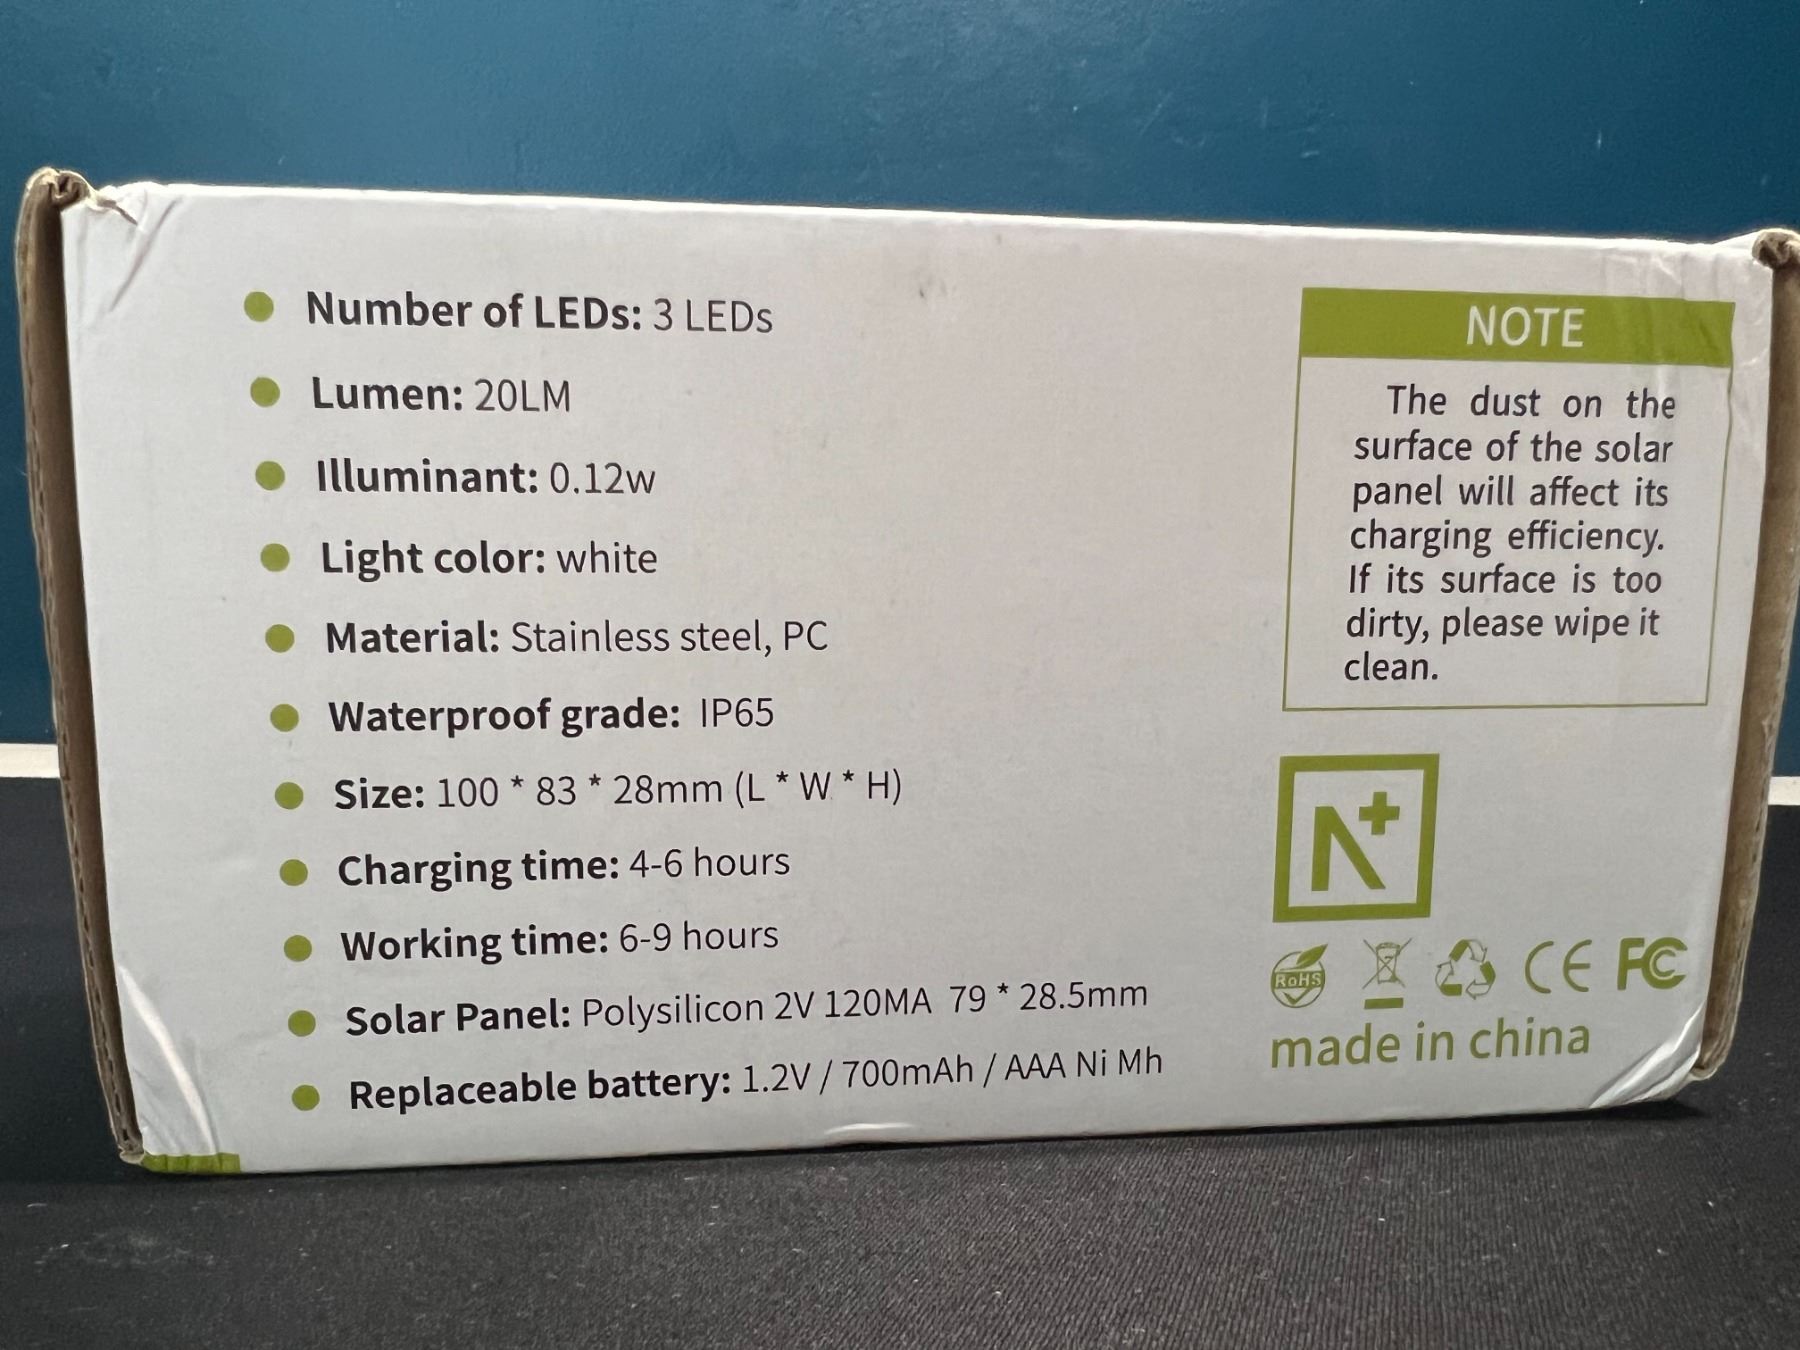 Number of LEDs: 3 LEDs
Lumen: 20LM
Illuminant: 0.12w
Light color: white
Material: Stainless steel, PC
Waterproof grade: IP65
Size: 100 * 83 * 28mm (L * W * H)
Charging time: 4-6 hours
Working time: 6-9 hours
Solar Panel: Polysilicon 2V 120MA 79 * 28.5mm
Replaceable battery: 1.2V / 700mAh / AAA Ni Mh
NOTE
The dust on the
surface of the solar
panel will affect its
charging efficiency.
If its surface is too
dirty, please wipe it
clean.
N+
RoHS CE FC
made in china